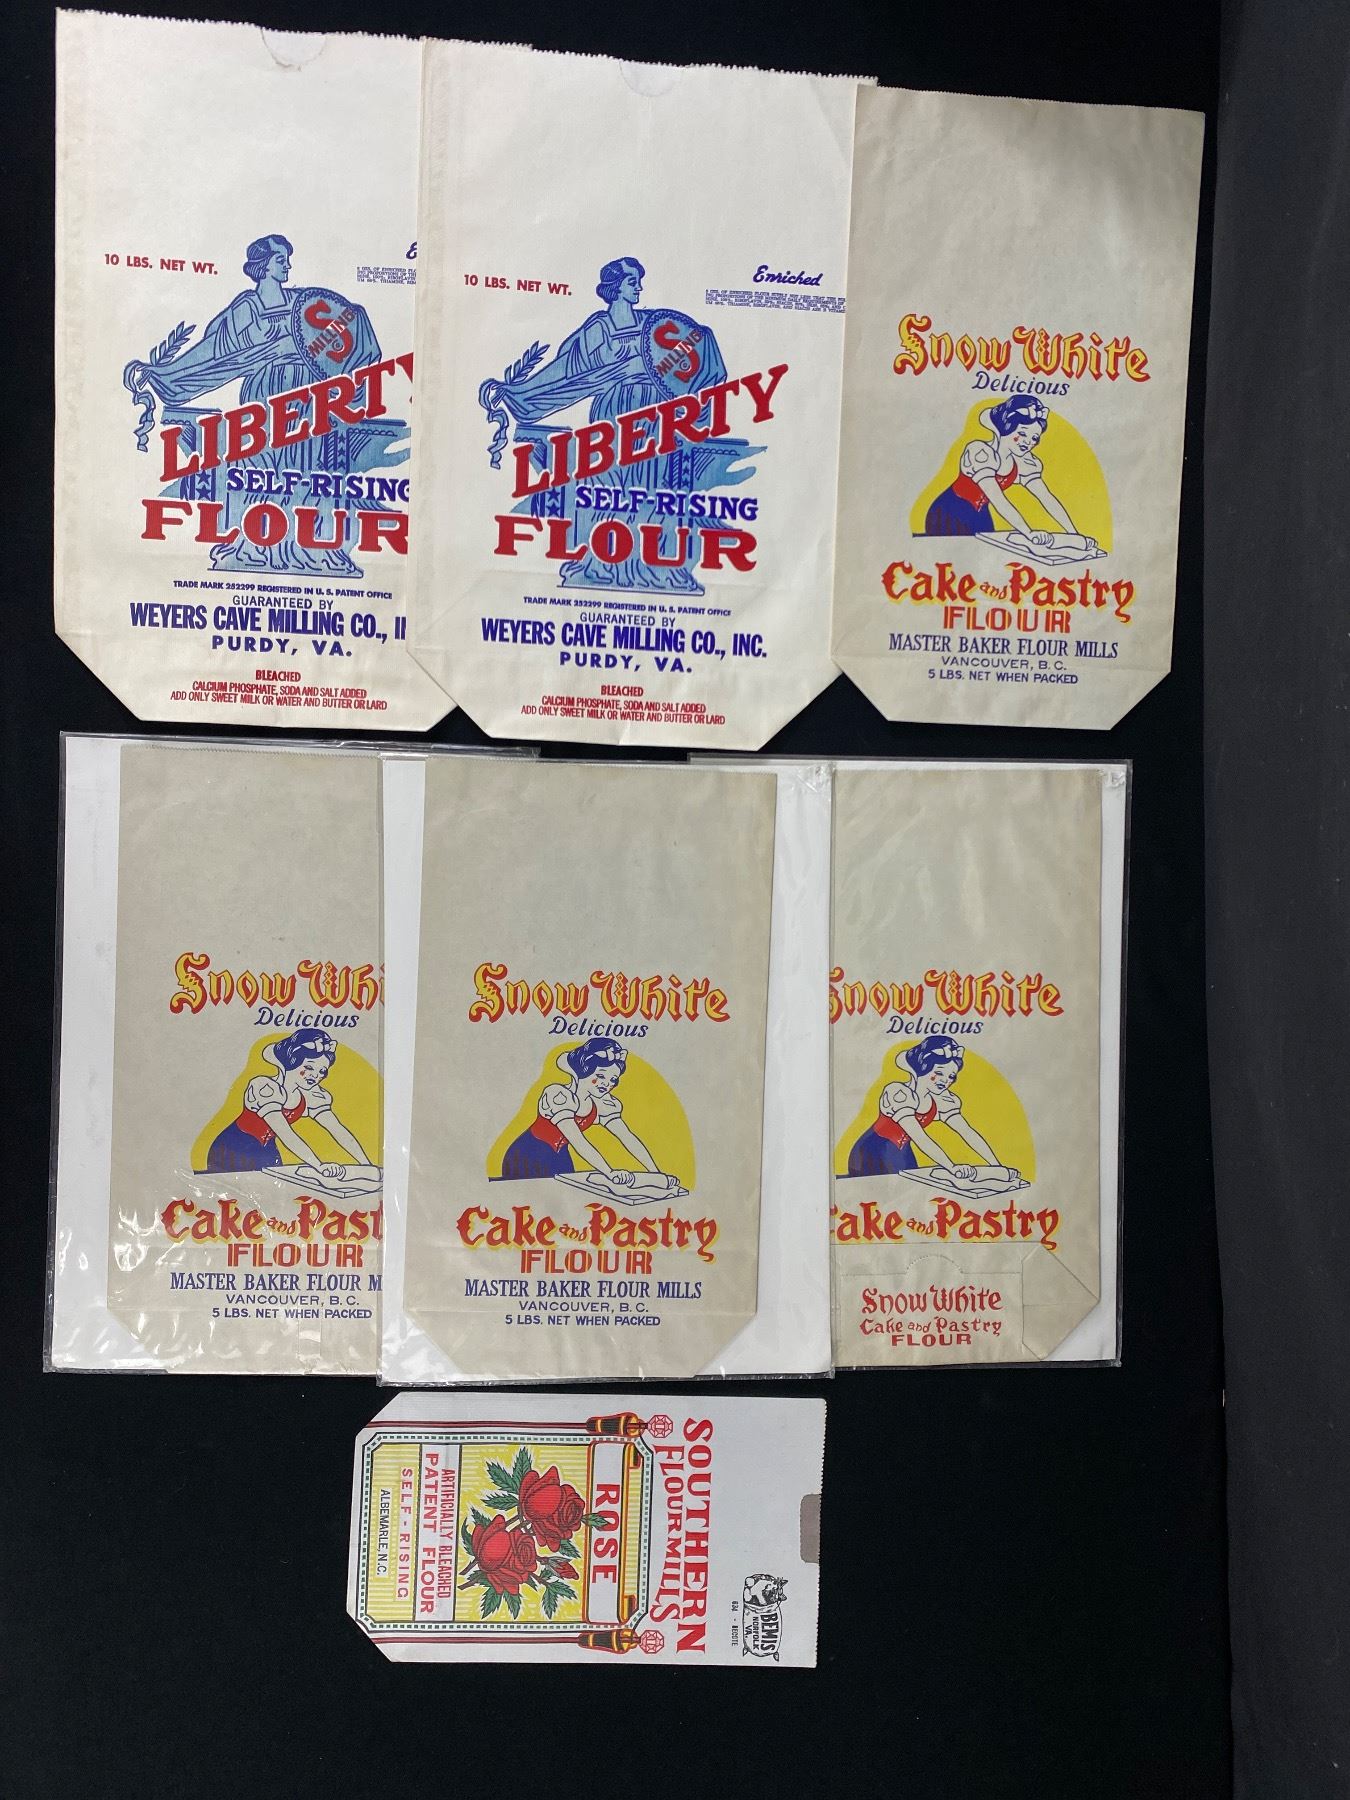 10 LBS. NET WT.
S
MILLING
Co
LIBERTY
SELF-RISING
FLOUR
TRADE MARK 252299 REGISTERED IN U. S. PATENT OFFICE
GUARANTEED BY
WEYERS CAVE MILLING CO.,
PURDY, VA.
BLEACHED
CALCIUM PHOSPHATE, SODA AND SALT ADDED
ADD ONLY SWEET MILK OR WATER AND BUTTER OR LARD
10 LBS. NET WT.
Enriched
S
MILLING
Co
LIBERTY
SELF-RISING
FLOUR
TRADE MARK 252299 REGISTERED IN U. S. PATENT OFFICE
GUARANTEED BY
WEYERS CAVE MILLING CO., INC.
PURDY, VA.
BLEACHED
CALCIUM PHOSPHATE, SODA AND SALT ADDED
ADD ONLY SWEET MILK OR WATER AND BUTTER OR LARD
Snow White
Delicious
Cake and Pastry
FLOUR
MASTER BAKER FLOUR MILLS
VANCOUVER, B. C.
5 LBS. NET WHEN PACKED
Snow Whi
Delicious
Cake and Past
FLOUR
MASTER BAKER FLOUR M
VANCOUVER, B. C.
5 LBS. NET WHEN PACKED
Snow White
Delicious
Cake and Pastry
FLOUR
MASTER BAKER FLOUR MILLS
VANCOUVER, B. C.
5 LBS. NET WHEN PACKED
Snow White
Delicious
ake and Pastry
Snow White
Cake and Pastry
FLOUR
BEMIS
NORFOLK
VA.
SOUTHERN
FLOUR MILLS
ROSE
ARTIFICIALLY BLEACHED
PATENT FLOUR
SELF-RISING
ALBEMARLE, N.C.